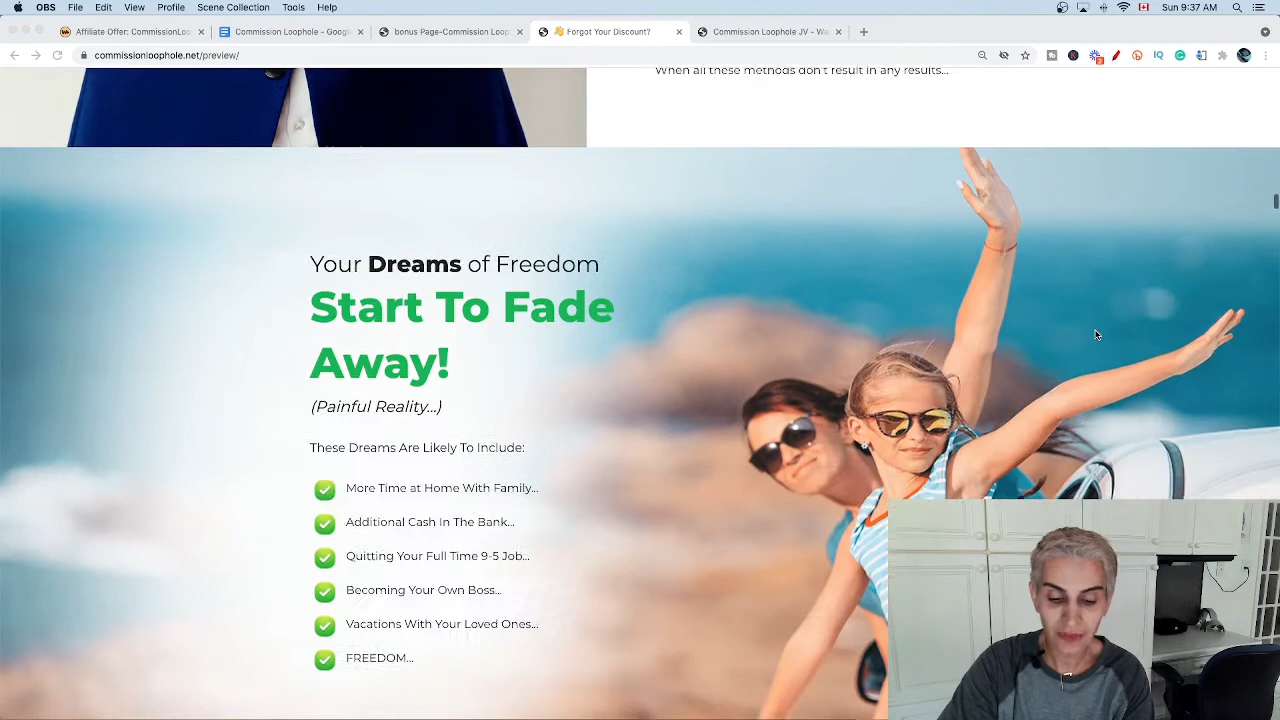 OBS File Edit View Profile Scene Collection Tools Help Sun 9:37 AM
Affiliate Offer: CommissionLoo
Commission Loophole - Google
bonus Page-Commission Loop
👋 Forgot Your Discount?
Commission Loophole JV - Wa
commissionloophole.net/preview/
When all these methods don't result in any results...
Your Dreams of Freedom
Start To Fade
Away!
(Painful Reality...)
These Dreams Are Likely To Include:
More Time at Home With Family...
Additional Cash In The Bank...
Quitting Your Full Time 9-5 Job...
Becoming Your Own Boss...
Vacations With Your Loved Ones...
FREEDOM...